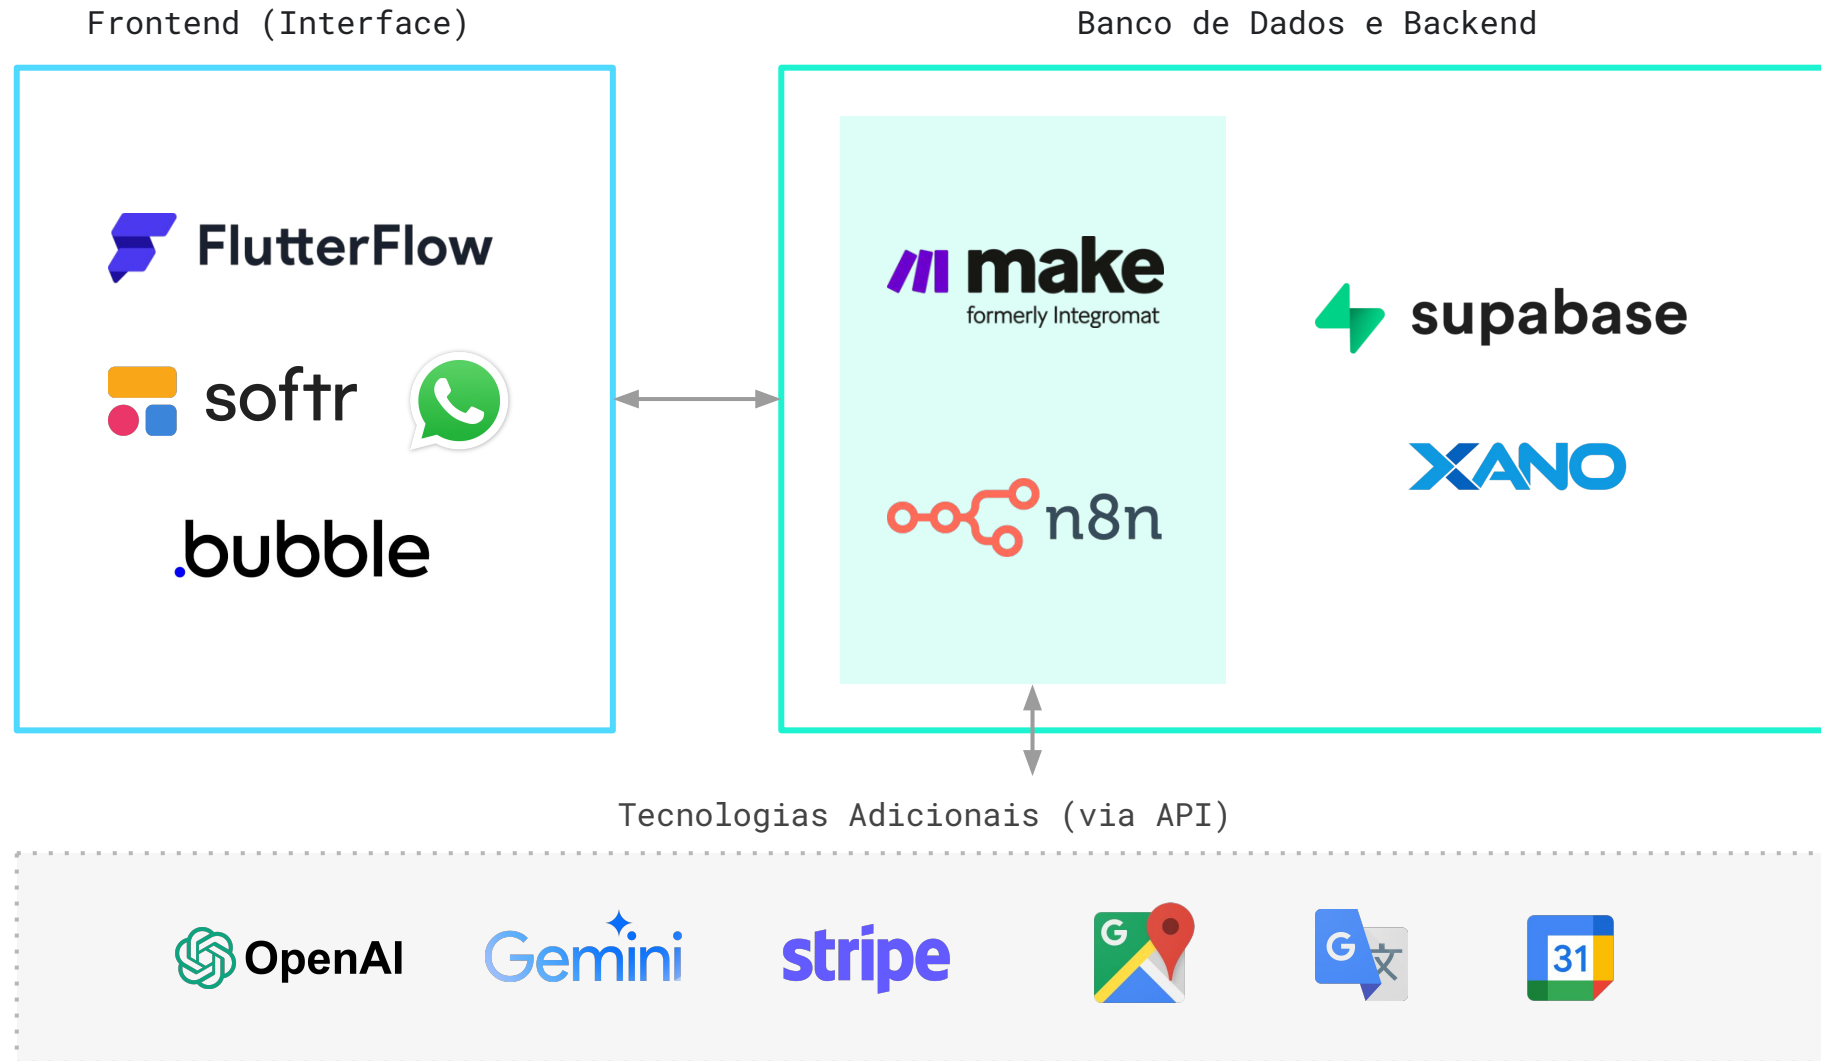 Frontend (Interface)
Banco de Dados e Backend
FlutterFlow
softr
.bubble
make
formerly Integromat
n8n
supabase
XANO
Tecnologias Adicionais (via API)
OpenAI
Gemini
stripe
G
G
文
31